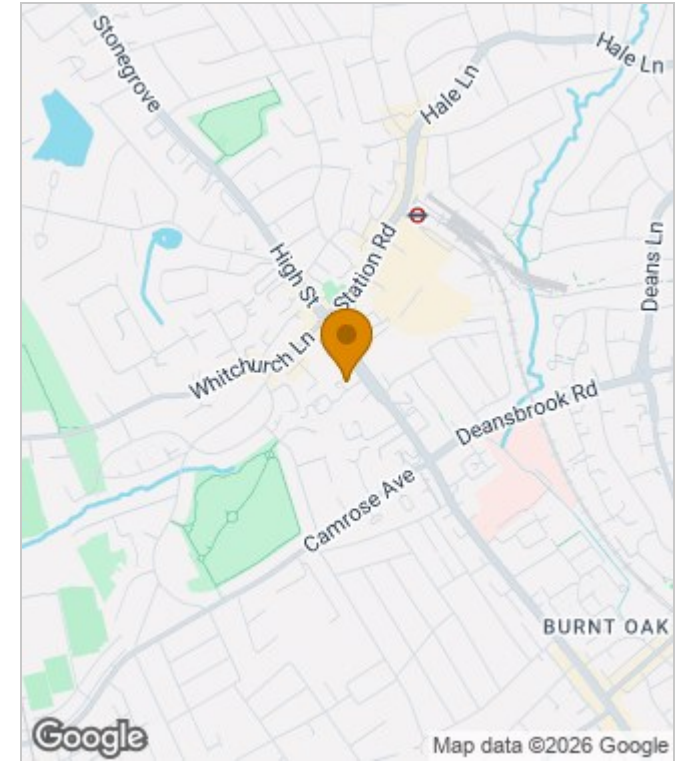 Stonegrove
Hale Ln
Hale Ln
Deans Ln
High St
Station Rd
Whitchurch Ln
Deansbrook Rd
Camrose Ave
BURNT OAK
Google
Map data ©2026 Google